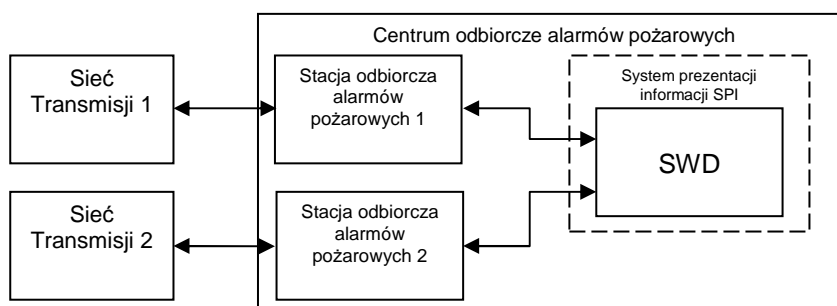 Centrum odbiorcze alarmów pożarowych
Sieć
Transmisji 1
Stacja odbiorcza
alarmów
pożarowych 1
System prezentacji
informacji SPI
SWD
Sieć
Transmisji 2
Stacja odbiorcza
alarmów
pożarowych 2